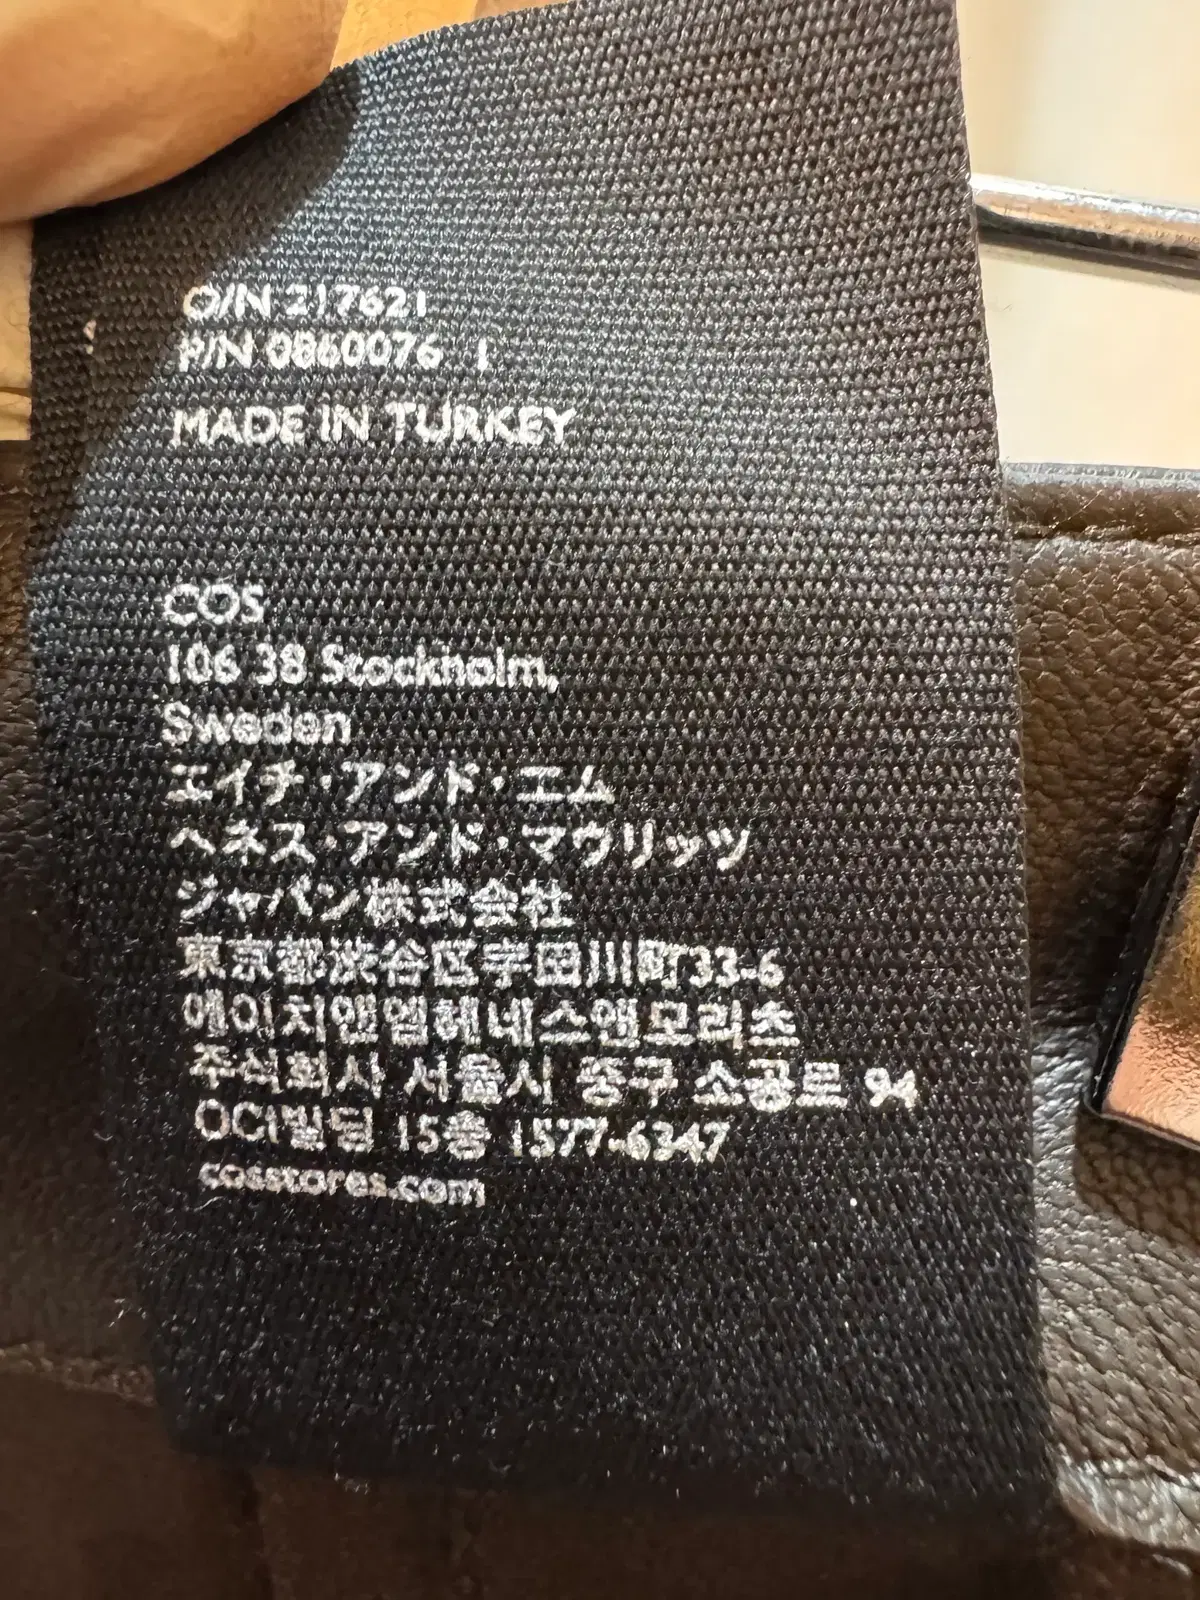 O/N 217621
P/N 0860076 1
MADE IN TURKEY
COS
106 38 Stockholm,
Sweden
エイチ・アンド・エム
ヘネス・アンド・マウリッツ
ジャパン株式会社
東京都渋谷区宇田川町33-6
에이치앤엠헤네스앤모리츠
주식회사 서울시 중구 소공로 94
OCI빌딩 15층 1577-6347
cosstores.com